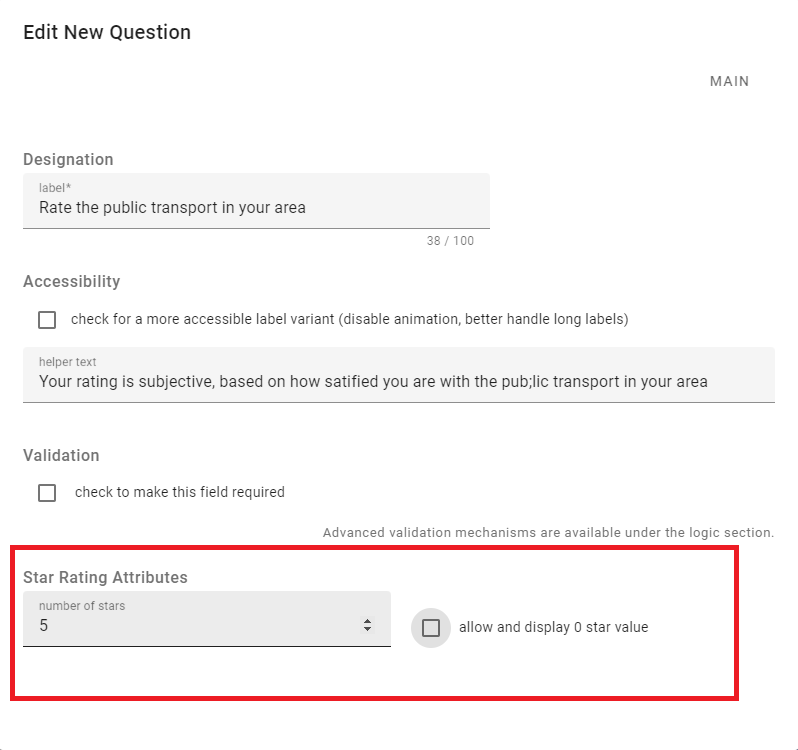 Edit New Question
MAIN
Designation
label*
Rate the public transport in your area
38 / 100
Accessibility
check for a more accessible label variant (disable animation, better handle long labels)
helper text
Your rating is subjective, based on how satified you are with the pub;lic transport in your area
Validation
check to make this field required
Advanced validation mechanisms are available under the logic section.
Star Rating Attributes
number of stars
5
allow and display 0 star value